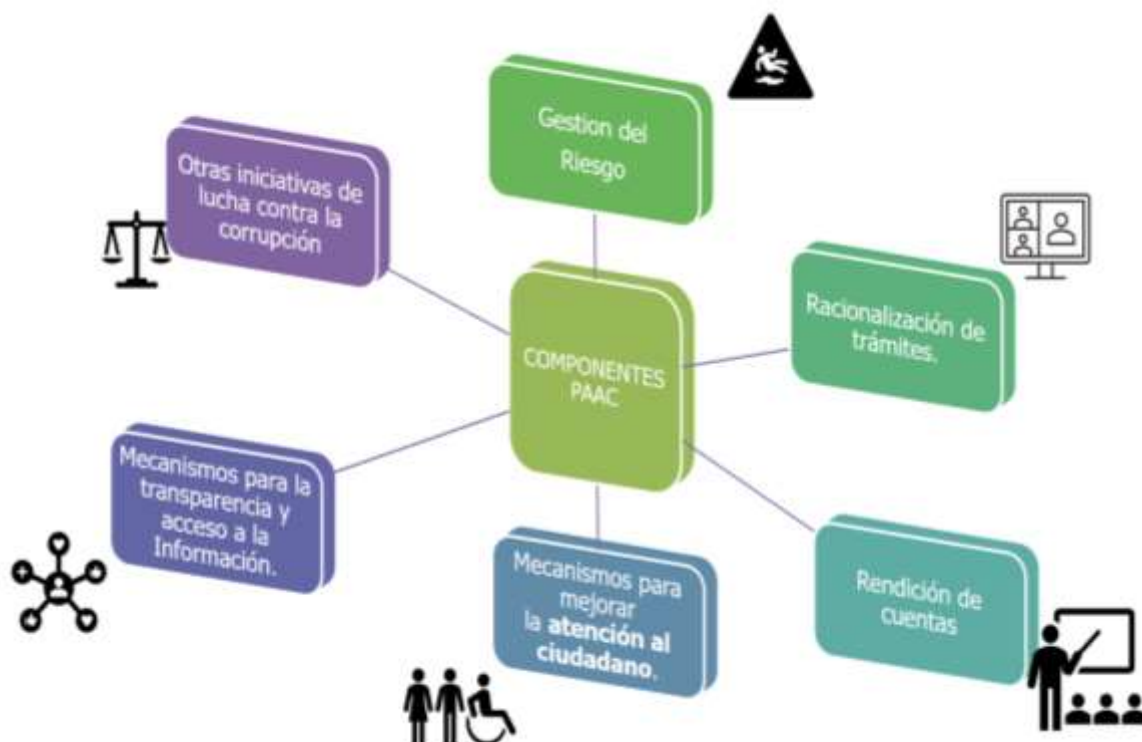 Gestion del
Riesgo
Otras iniciativas de
lucha contra la
corrupción
Racionalización de
trámites.
COMPONENTES
PAAC
Mecanismos para la
transparencia y
acceso a la
Información.
Mecanismos para
mejorar
la atención al
ciudadano.
Rendición de
cuentas